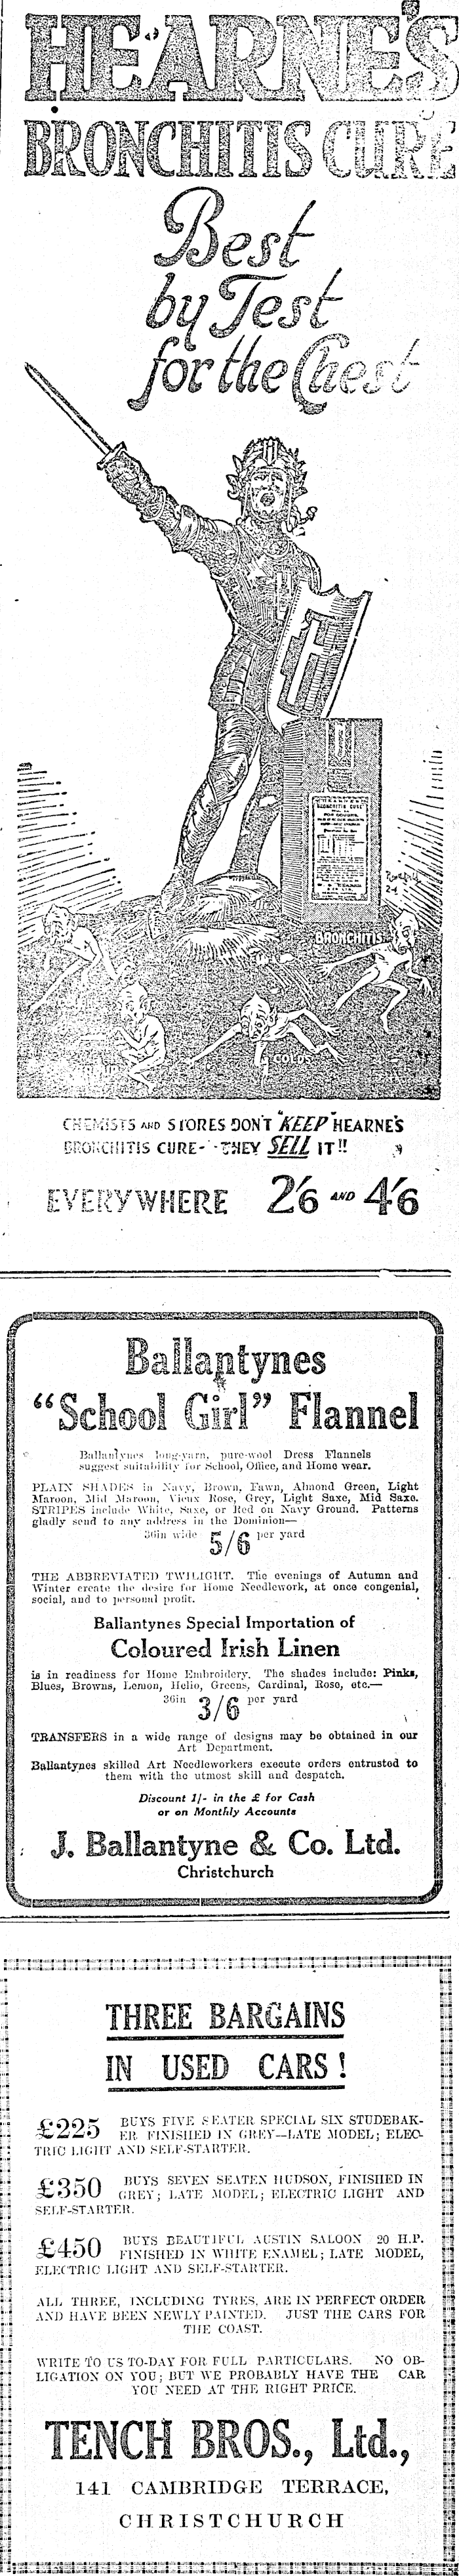 HEARNE'S
BRONCHITIS CURE
Best
by Test
for the Chest
BRONCHITIS CURE
BRONCHITIS
COLDS
CHEMISTS AND STORES DON'T "KEEP" HEARNE'S
BRONCHITIS CURE--THEY SELL IT!!
EVERYWHERE 2/6 AND 4/6
Ballantynes
"School Girl" Flannel
Ballantynes long-yarn, pure-wool Dress Flannels
suggest suitability for School, Office, and Home wear.
PLAIN SHADES in Navy, Brown, Fawn, Almond Green, Light
Maroon, Mid Maroon, Vieux Rose, Grey, Light Saxe, Mid Saxe.
STRIPES include White, Saxe, or Red on Navy Ground. Patterns
gladly send to any address in the Dominion—
36in wide 5/6 per yard
THE ABBREVIATED TWILIGHT. The evenings of Autumn and
Winter create the desire for Home Needlework, at once congenial,
social, and to personal profit.
Ballantynes Special Importation of
Coloured Irish Linen
is in readiness for Home Embroidery. The shades include: Pinks,
Blues, Browns, Lemon, Helio, Greens, Cardinal, Rose, etc.—
36in 3/6 per yard
TRANSFERS in a wide range of designs may be obtained in our
Art Department.
Ballantynes skilled Art Needleworkers execute orders entrusted to
them with the utmost skill and despatch.
Discount 1/- in the £ for Cash
or on Monthly Accounts
J. Ballantyne & Co. Ltd.
Christchurch
THREE BARGAINS
IN USED CARS!
£225 BUYS FIVE SEATER SPECIAL SIX STUDEBAK-
ER FINISHED IN GREY—LATE MODEL; ELEC-
TRIC LIGHT AND SELF-STARTER.
£350 BUYS SEVEN SEATEN HUDSON, FINISHED IN
GREY; LATE MODEL; ELECTRIC LIGHT AND
SELF-STARTER.
£450 BUYS BEAUTIFUL AUSTIN SALOON 20 H.P.
FINISHED IN WHITE ENAMEL; LATE MODEL,
ELECTRIC LIGHT AND SELF-STARTER.
ALL THREE, INCLUDING TYRES, ARE IN PERFECT ORDER
AND HAVE BEEN NEWLY PAINTED. JUST THE CARS FOR
THE COAST.
WRITE TO US TO-DAY FOR FULL PARTICULARS. NO OB-
LIGATION ON YOU; BUT WE PROBABLY HAVE THE CAR
YOU NEED AT THE RIGHT PRICE.
TENCH BROS., Ltd.,
141 CAMBRIDGE TERRACE,
CHRISTCHURCH